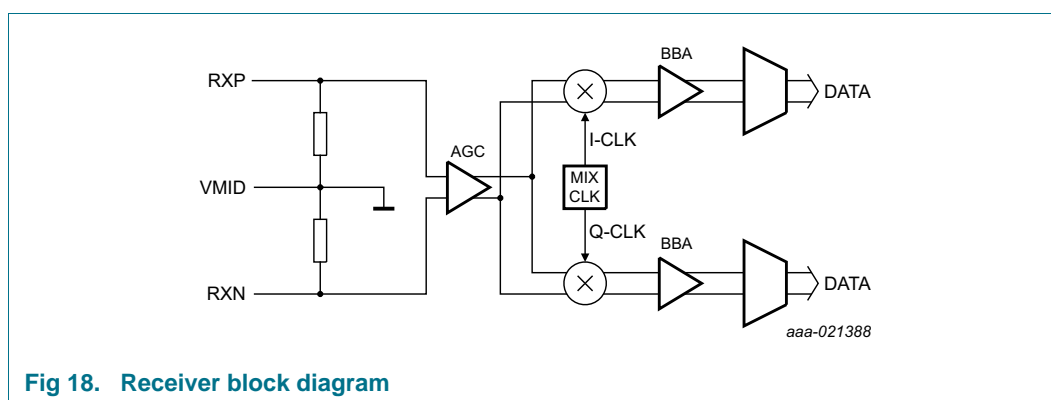 RXP
VMID
RXN
AGC
BBA
DATA
I-CLK
MIX
CLK
Q-CLK
BBA
DATA
aaa-021388
Fig 18. Receiver block diagram